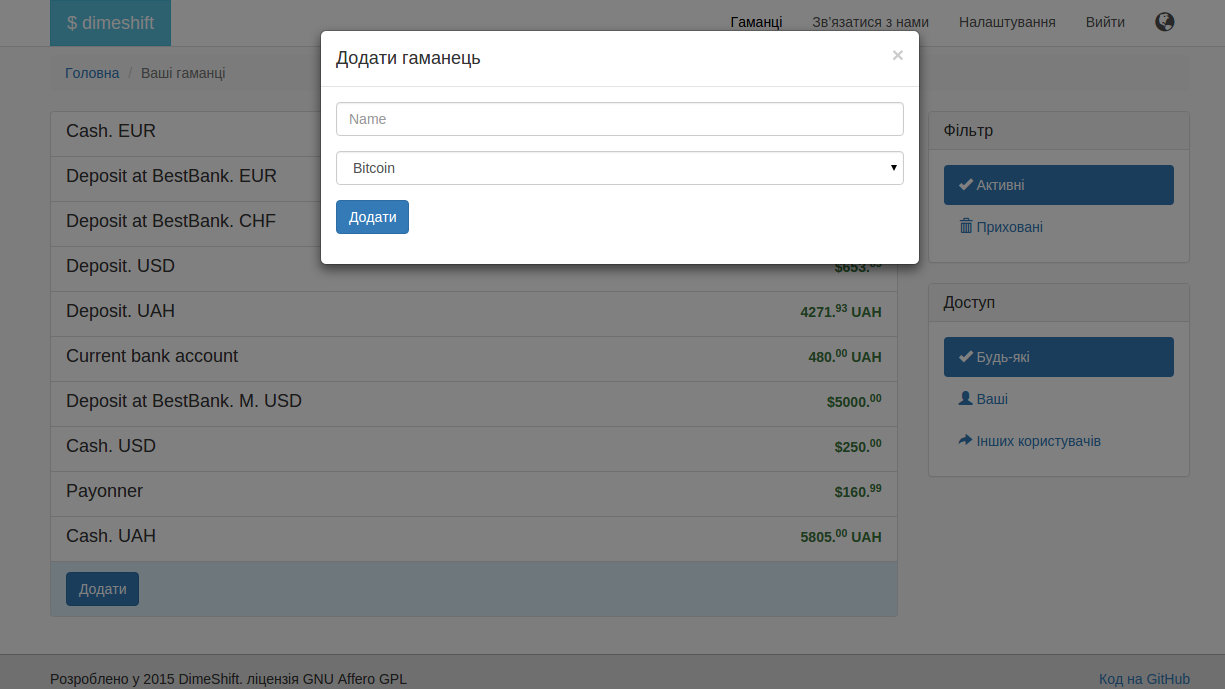 $ dimeshift
Гаманці Зв'язатися з нами Налаштування Вийти
Додати гаманець ×
Головна / Ваші гаманці
Name
Bitcoin
Додати
Cash. EUR
Deposit at BestBank. EUR
Deposit at BestBank. CHF
Deposit. USD $653.
Deposit. UAH 4271.93 UAH
Current bank account 480.00 UAH
Deposit at BestBank. M. USD $5000.00
Cash. USD $250.00
Payonner $160.99
Cash. UAH 5805.00 UAH
Додати
Фільтр
Активні
Приховані
Доступ
Будь-які
Ваші
Інших користувачів
Розроблено у 2015 DimeShift. ліцензія GNU Affero GPL
Код на GitHub